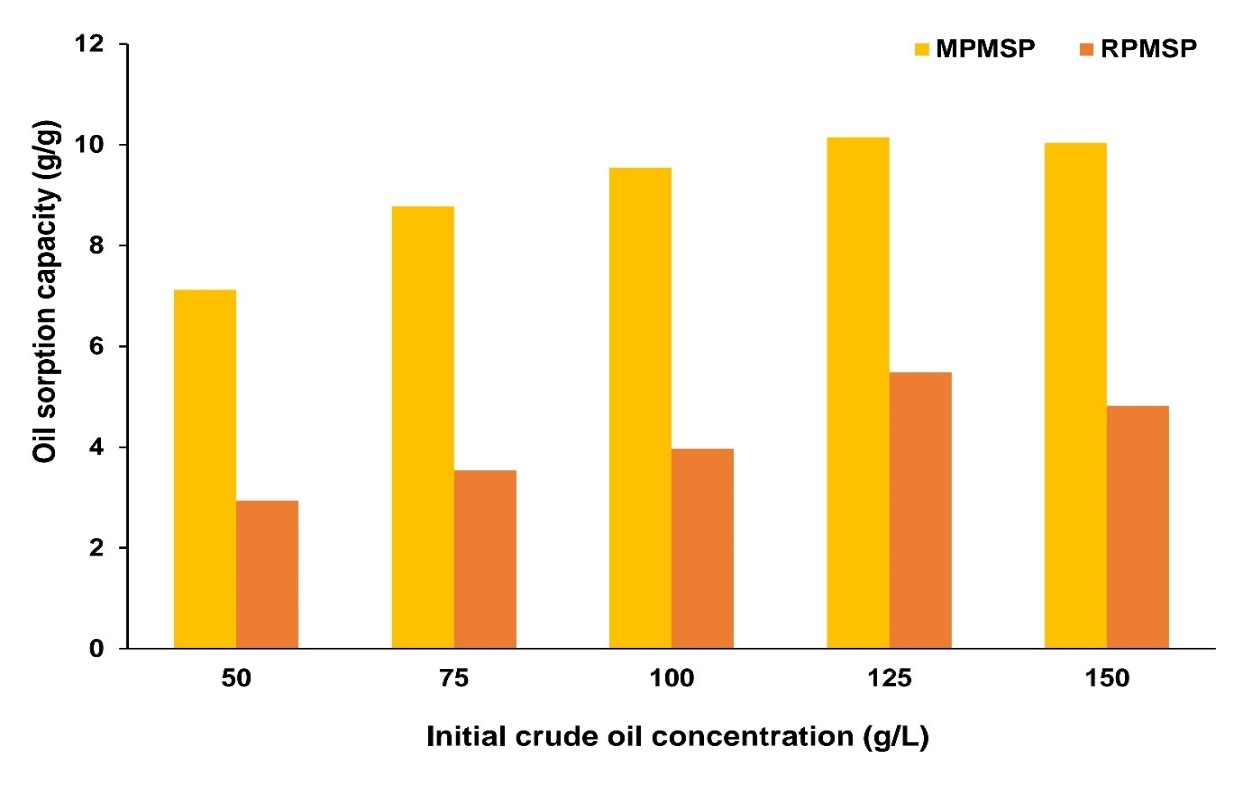 MPMSP RPMSP
12
10
8
6
4
2
0
Oil sorption capacity (g/g)
50 75 100 125 150
Initial crude oil concentration (g/L)